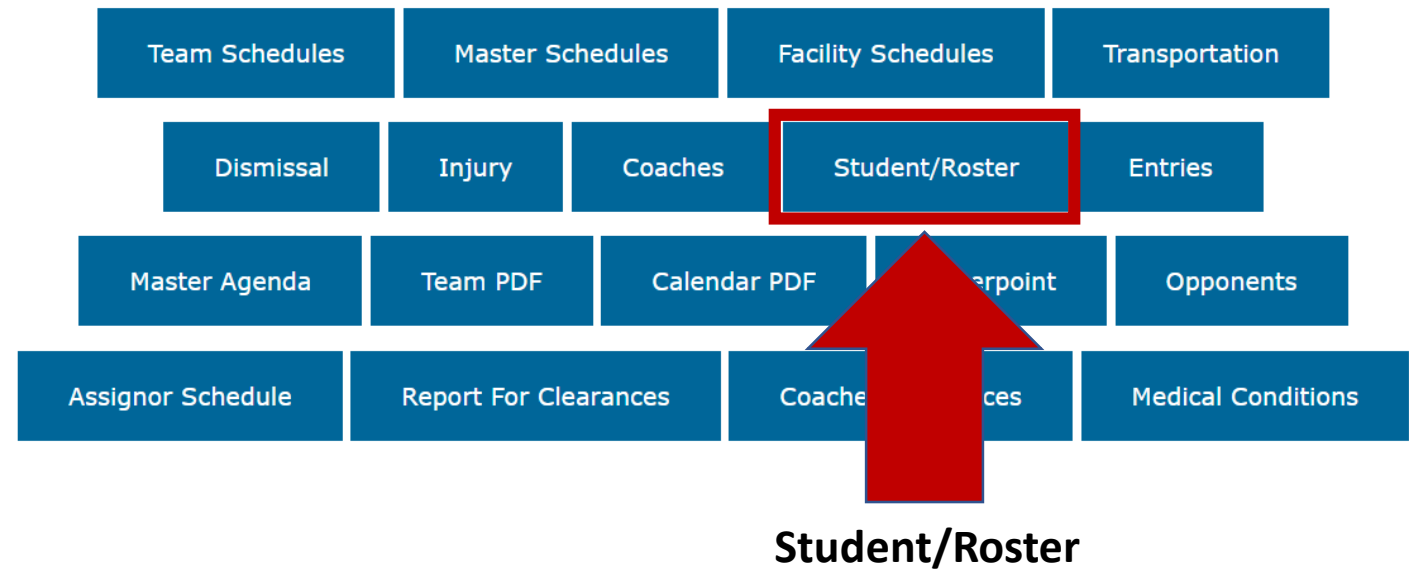 Team Schedules Master Schedules Facility Schedules Transportation
Dismissal Injury Coaches Student/Roster Entries
Master Agenda Team PDF Calendar PDF Opponents
Assignor Schedule Report For Clearances Medical Conditions
Student/Roster